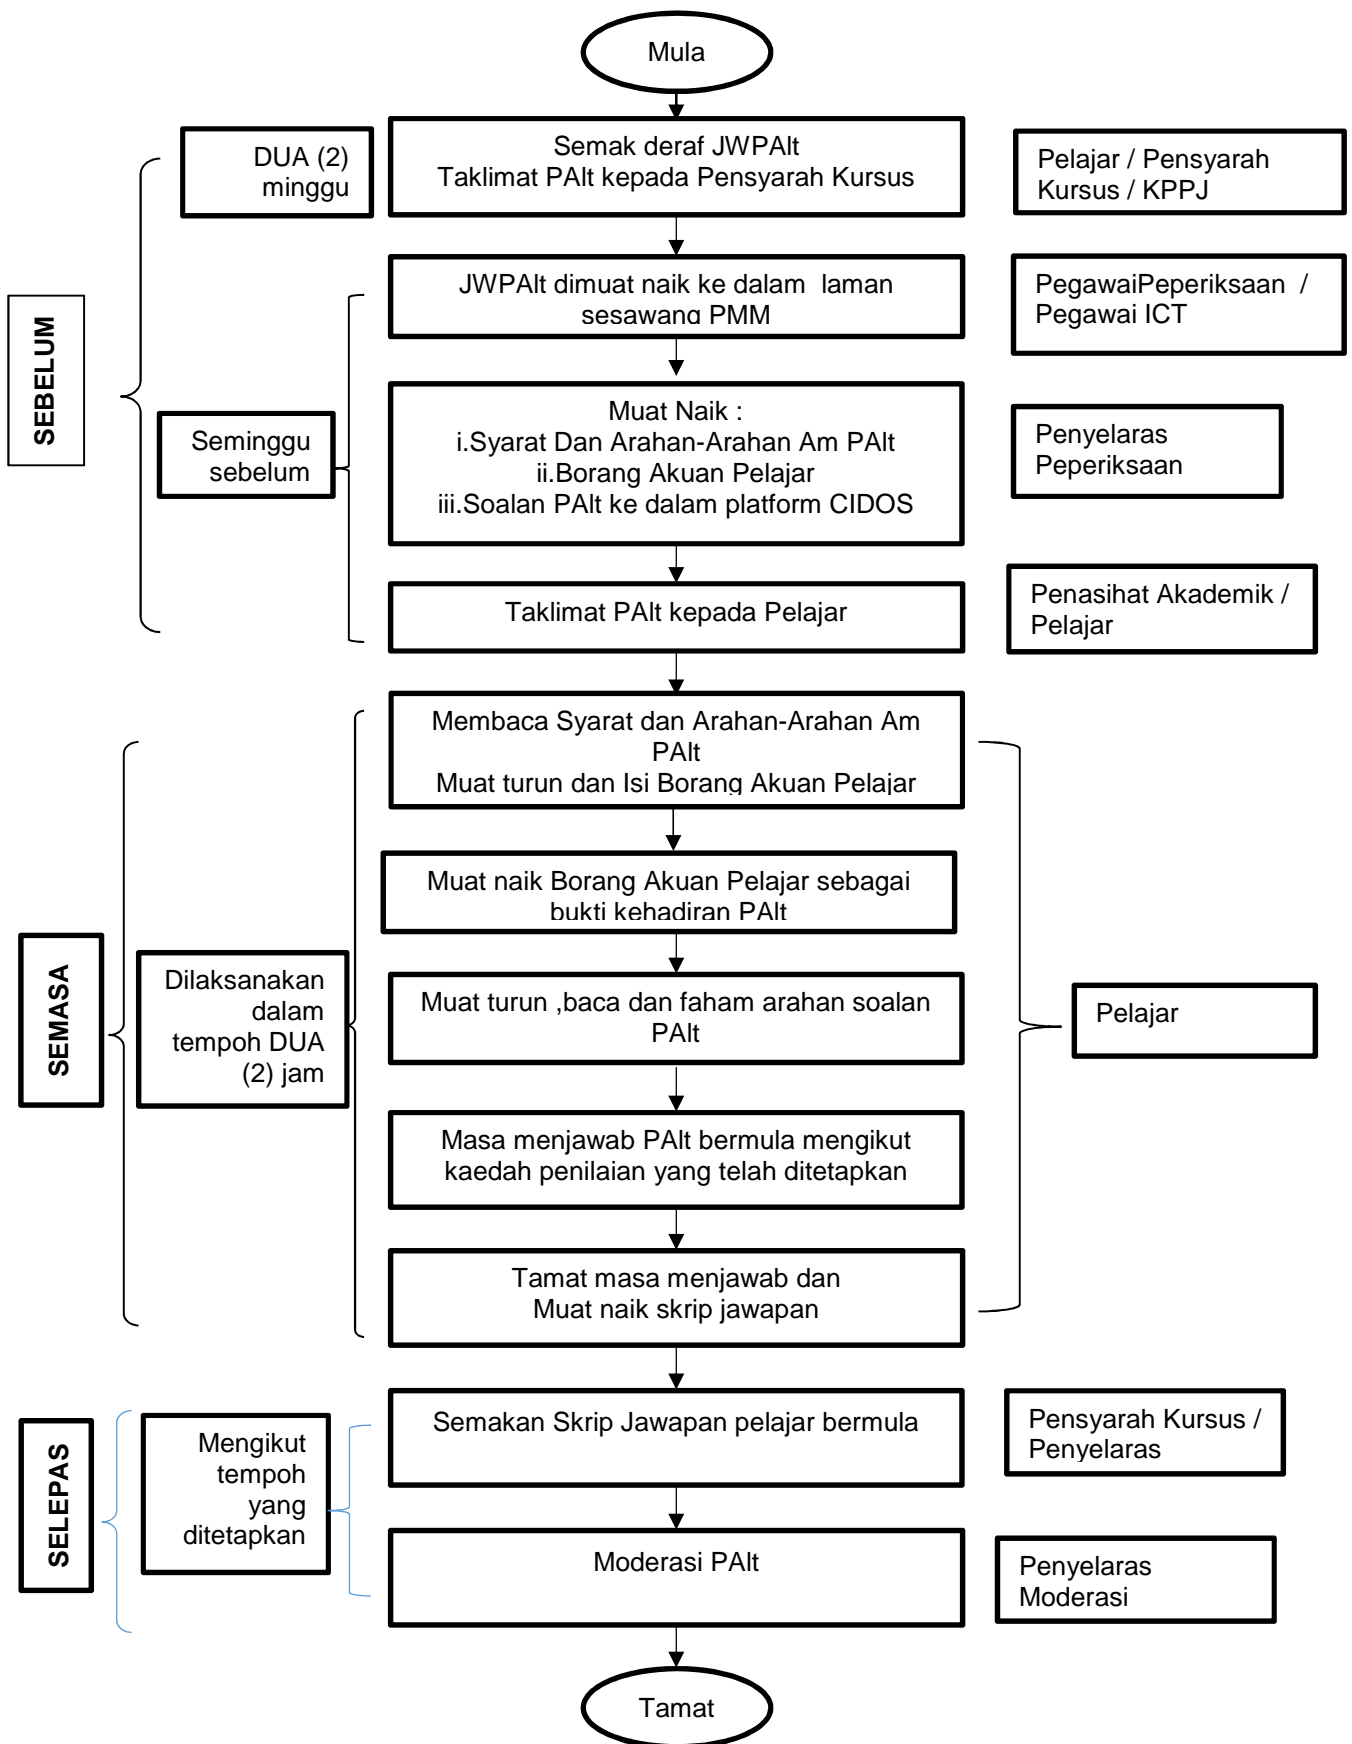 Mula
SEBELUM
DUA (2)
minggu
Semak deraf JWPAlt
Taklimat PAlt kepada Pensyarah Kursus
Pelajar / Pensyarah
Kursus / KPPJ
JWPAlt dimuat naik ke dalam  laman
sesawang PMM
PegawaiPeperiksaan  /
Pegawai ICT
Seminggu
sebelum
Muat Naik :
i.Syarat Dan Arahan-Arahan Am PAlt
ii.Borang Akuan Pelajar
iii.Soalan PAlt ke dalam platform CIDOS
Penyelaras
Peperiksaan
Taklimat PAlt kepada Pelajar
Penasihat Akademik /
Pelajar
SEMASA
Dilaksanakan
dalam
tempoh DUA
(2) jam
Membaca Syarat dan Arahan-Arahan Am
PAlt
Muat turun dan Isi Borang Akuan Pelajar
Muat naik Borang Akuan Pelajar sebagai
bukti kehadiran PAlt
Muat turun ,baca dan faham arahan soalan
PAlt
Pelajar
Masa menjawab PAlt bermula mengikut
kaedah penilaian yang telah ditetapkan
Tamat masa menjawab dan
Muat naik skrip jawapan
SELEPAS
Mengikut
tempoh
yang
ditetapkan
Semakan Skrip Jawapan pelajar bermula
Pensyarah Kursus /
Penyelaras
Moderasi PAlt
Penyelaras
Moderasi
Tamat